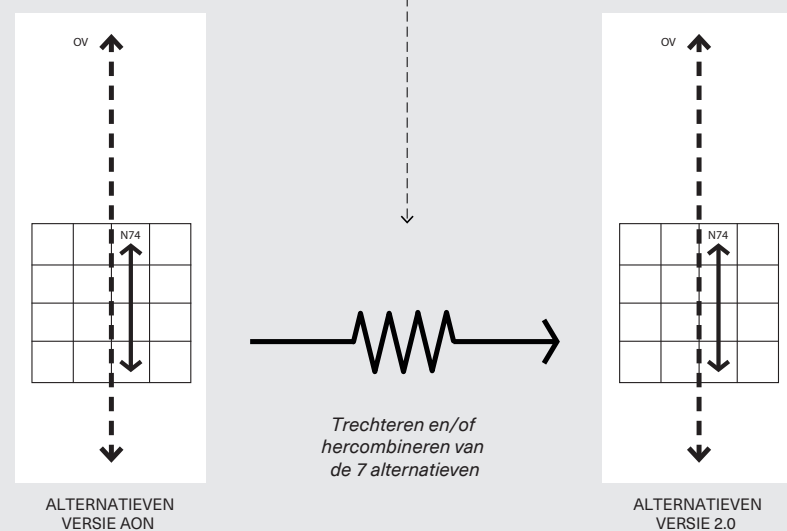 OV
N74
ALTERNATIEVEN
VERSIE AON
Trechteren en/of
hercombineren van
de 7 alternatieven
OV
N74
ALTERNATIEVEN
VERSIE 2.0